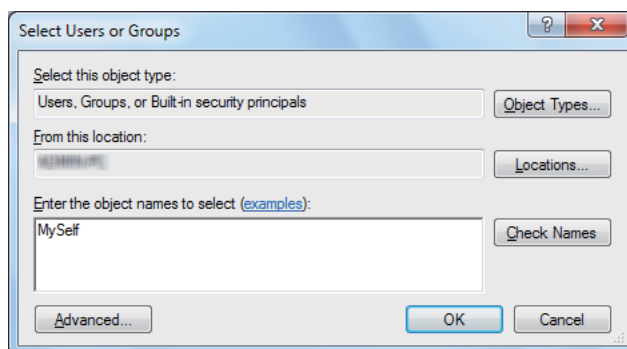 Select Users or Groups
Select this object type:
Users, Groups, or Built-in security principals
Object Types...
From this location:
Locations...
Enter the object names to select (examples):
MySelf
Check Names
Advanced...
OK
Cancel